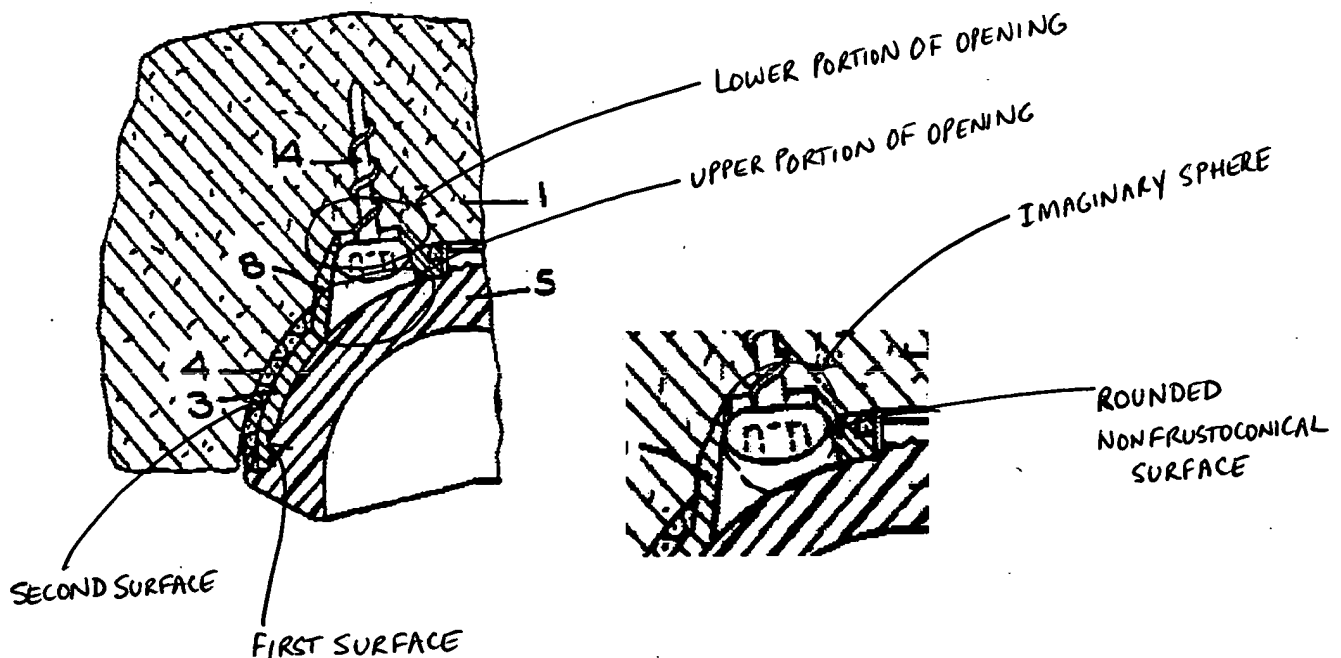 LOWER PORTION OF OPENING
UPPER PORTION OF OPENING
IMAGINARY SPHERE
14
1
8
5
4
3
ROUNDED
NONFRUSTOCONICAL
SURFACE
SECOND SURFACE
FIRST SURFACE